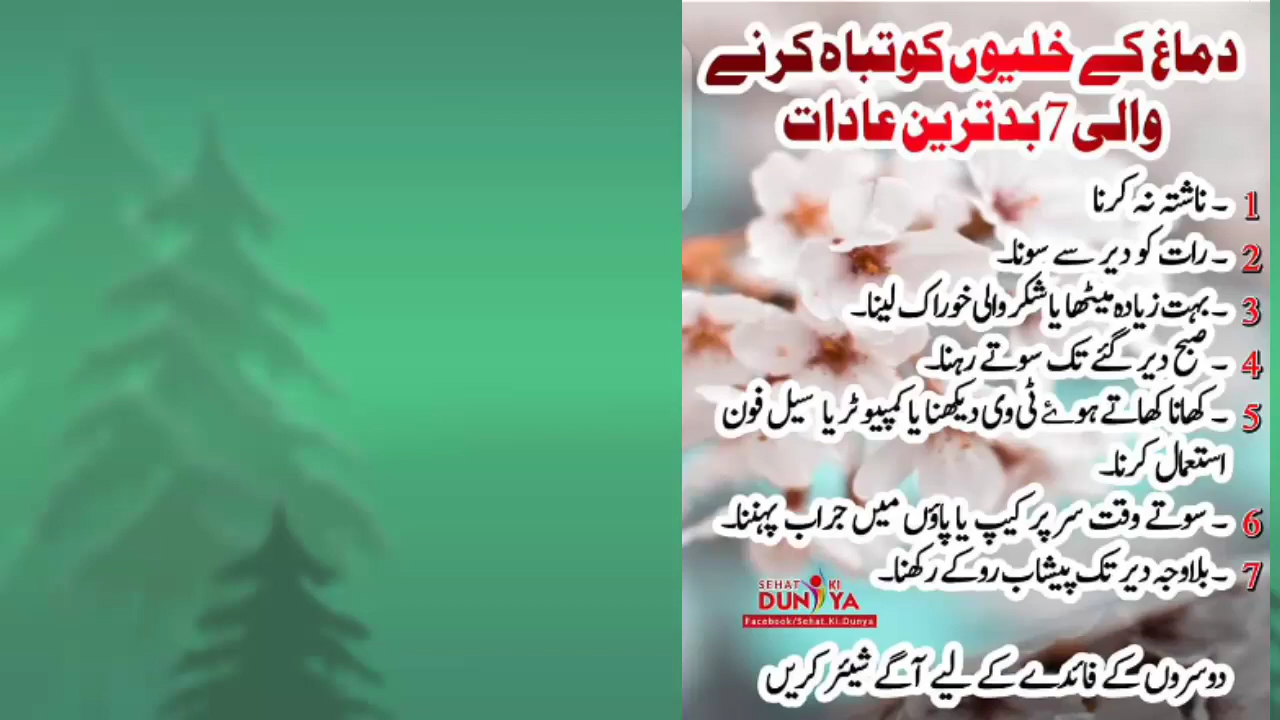 دماغ کے خلیوں کو تباہ کرنے
والی 7 بدترین عادات
1 ۔ ناشتہ نہ کرنا
2 ۔ رات کو دیر سے سونا۔
3 ۔ بہت زیادہ میٹھا یا شکر والی خوراک لینا۔
4 ۔ صبح دیر گئے تک سوتے رہنا۔
5 ۔ کھانا کھاتے ہوئے ٹی وی دیکھنا یا کمپیوٹر یا سیل فون
استعمال کرنا۔
6 ۔ سوتے وقت سر پر کیپ یا پاؤں میں جراب پہننا۔
7 ۔ بلاوجہ دیر تک پیشاب روکے رکھنا۔
SEHAT KI
DUNIYA
Facebook/Sehat.Ki.Dunya
دوسروں کے فائدے کے لیے آگے شیئر کریں